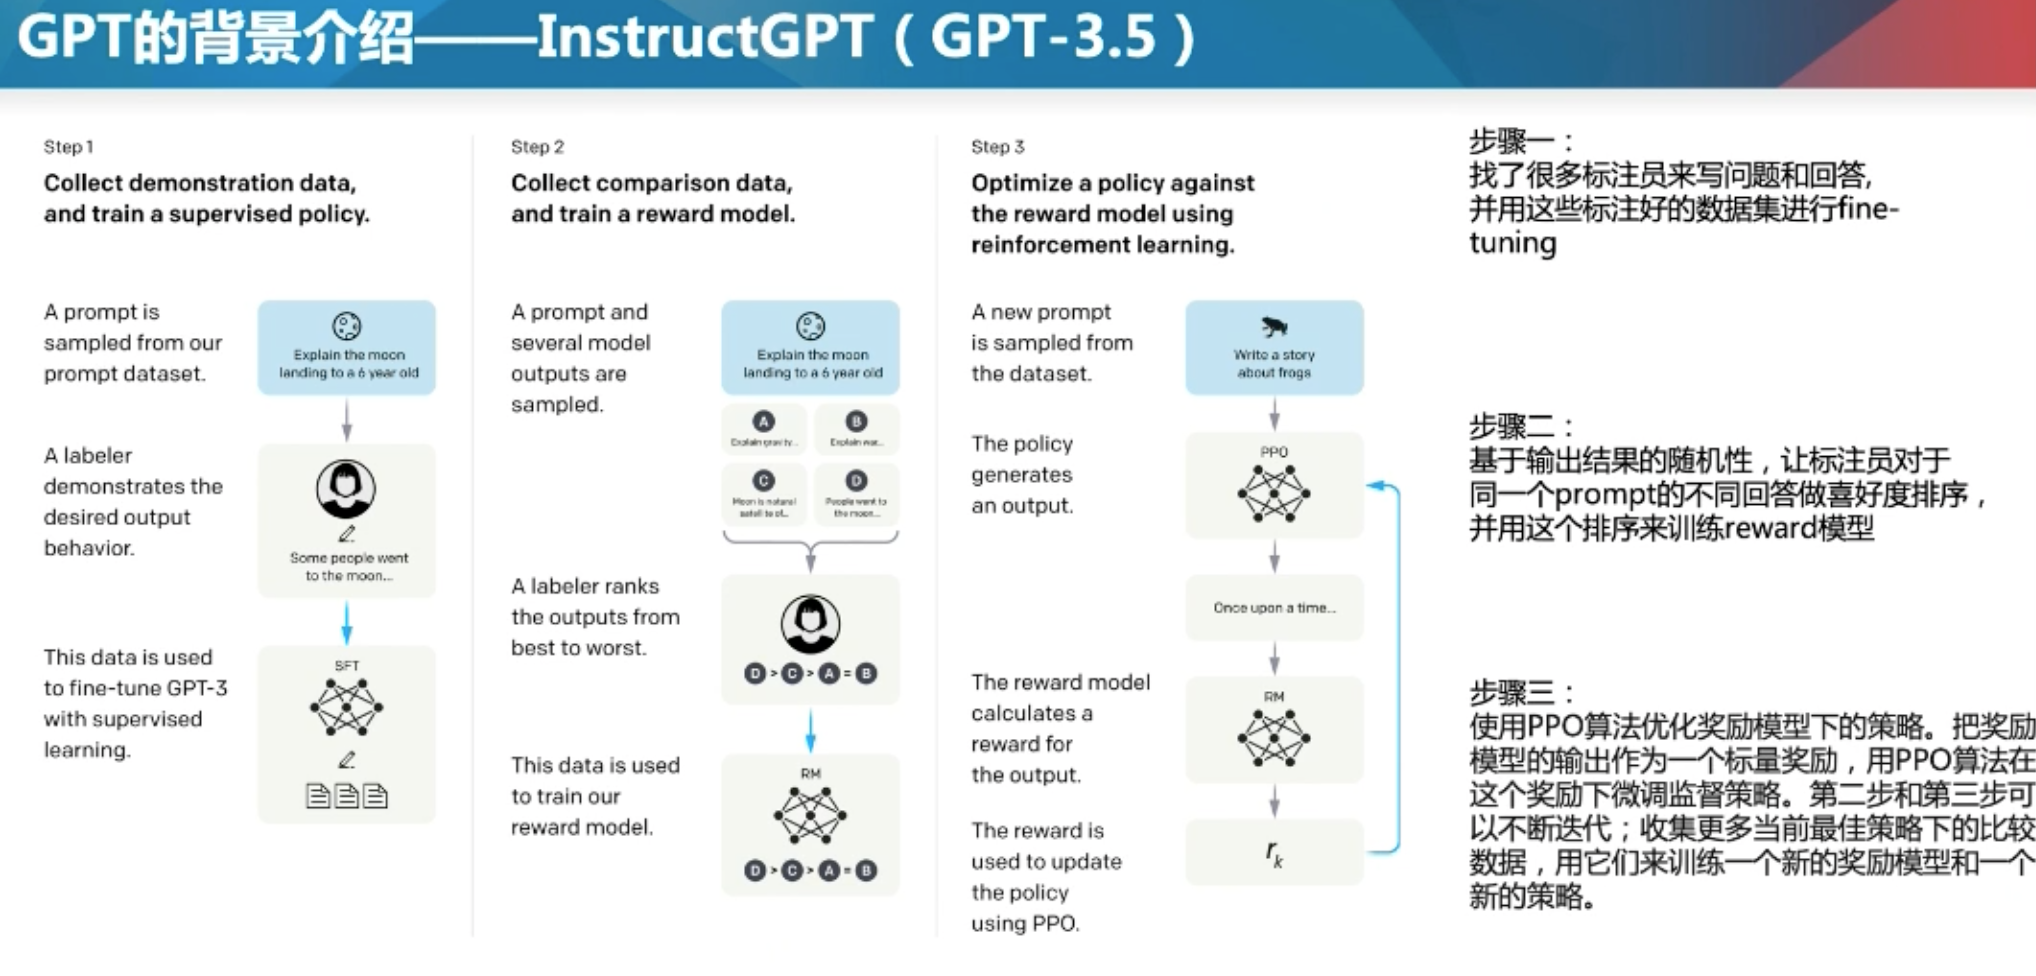 GPT的背景介绍——InstructGPT（GPT-3.5）
Step 1
Collect demonstration data,
and train a supervised policy.
A prompt is
sampled from our
prompt dataset.
Explain the moon
landing to a 6 year old
A labeler
demonstrates the
desired output
behavior.
Some people went
to the moon...
This data is used
to fine-tune GPT-3
with supervised
learning.
SFT
Step 2
Collect comparison data,
and train a reward model.
A prompt and
several model
outputs are
sampled.
Explain the moon
landing to a 6 year old
A
Explain gravity...
B
Explain war...
C
Moon is natural
satellite of...
D
People went to
the moon...
A labeler ranks
the outputs from
best to worst.
D > C > A = B
This data is used
to train our
reward model.
RM
D > C > A = B
Step 3
Optimize a policy against
the reward model using
reinforcement learning.
A new prompt
is sampled from
the dataset.
Write a story
about frogs
The policy
generates
an output.
PPO
Once upon a time...
The reward model
calculates a
reward for
the output.
RM
The reward is
used to update
the policy
using PPO.
rₖ
步骤一：
找了很多标注员来写问题和回答,
并用这些标注好的数据集进行fine-
tuning
步骤二：
基于输出结果的随机性，让标注员对于
同一个prompt的不同回答做喜好度排序，
并用这个排序来训练reward模型
步骤三：
使用PPO算法优化奖励模型下的策略。把奖励
模型的输出作为一个标量奖励，用PPO算法在
这个奖励下微调监督策略。第二步和第三步可
以不断迭代；收集更多当前最佳策略下的比较
数据，用它们来训练一个新的奖励模型和一个
新的策略。